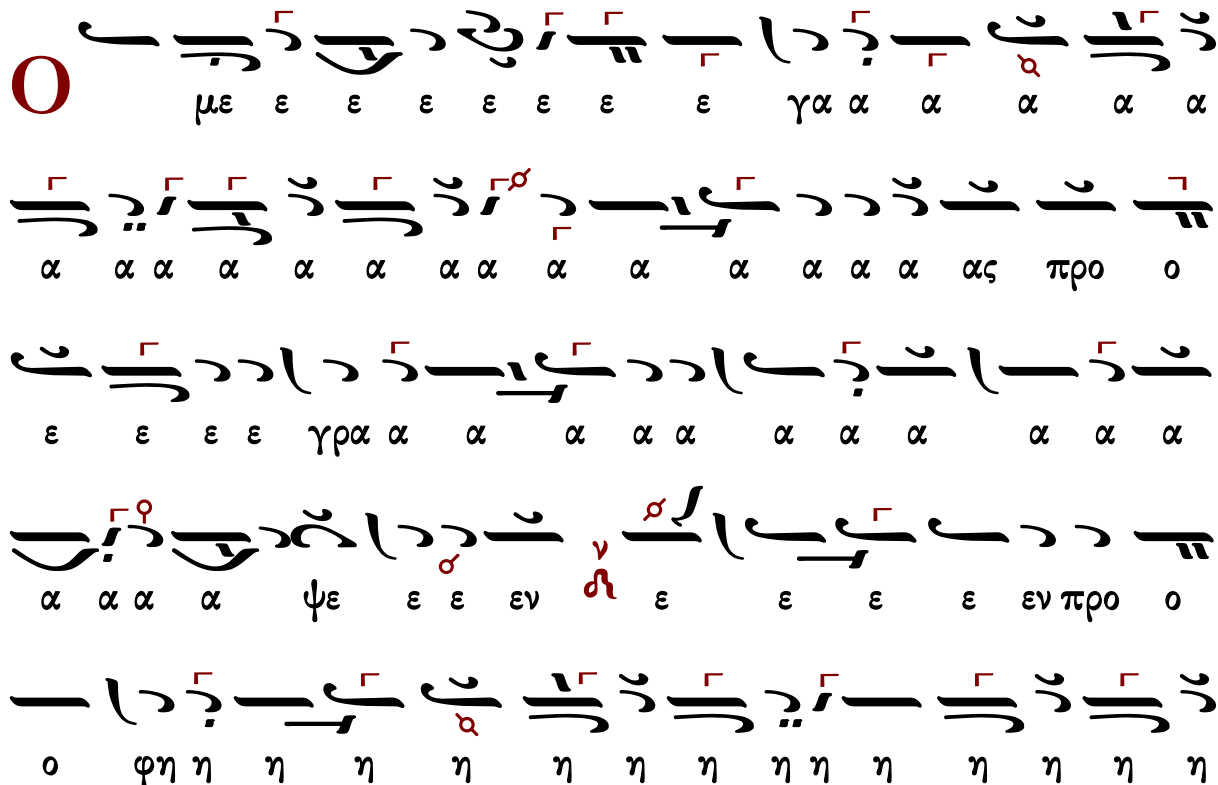 Ο με ε ε ε ε ε ε ε γα α α α α α
α α α α α α α α α α α α α α ας προ ο
ε ε ε ε γρα α α α α α α α α α α α
α α α α ψε ε ε εν ν ε ε ε ε εν προ ο
ο φη η η η η η η η η η η η η η η